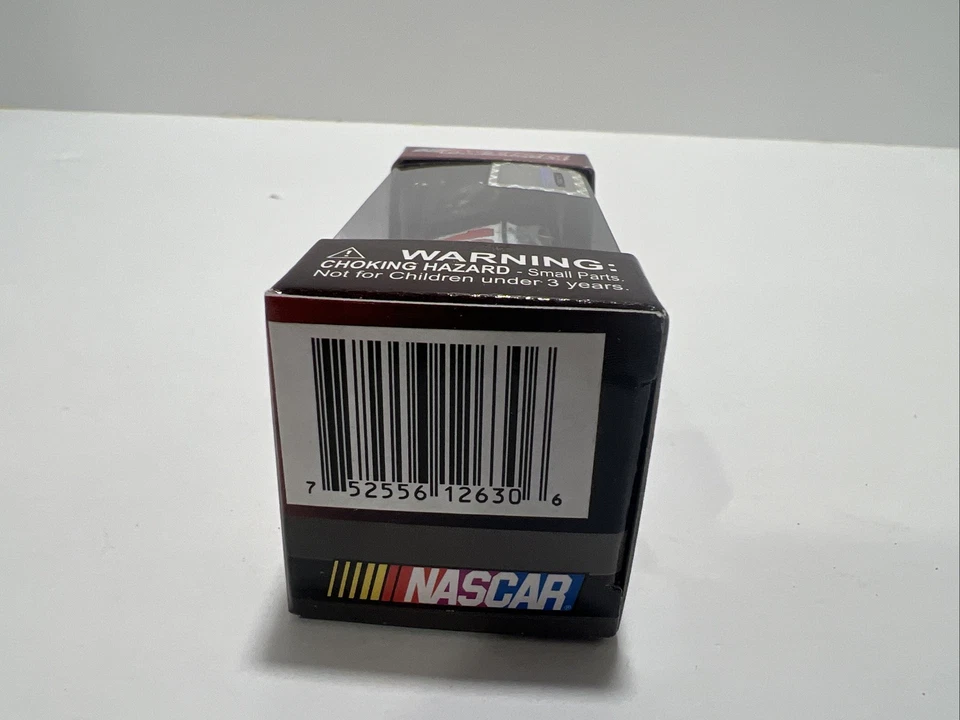 ⚠ WARNING:
CHOKING HAZARD - Small Parts.
Not for Children under 3 years.
7 52556 12630 6
NASCAR